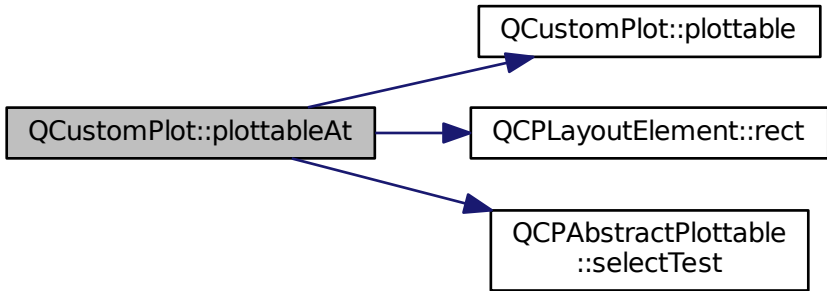 QCustomPlot::plottable
QCustomPlot::plottableAt
QCPLayoutElement::rect
QCPAbstractPlottable
::selectTest